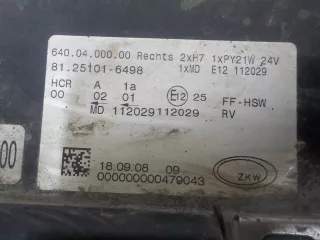 640.04.000.00 Rechts 2xH7 1xPY21W 24V
81.25101-6498 1xMD E12 112029
HCR A 1a
00 02 01 E12 25 FF-HSW
MD 112029112029 RV
18.09.08 09
000000000479043
ZKW
00